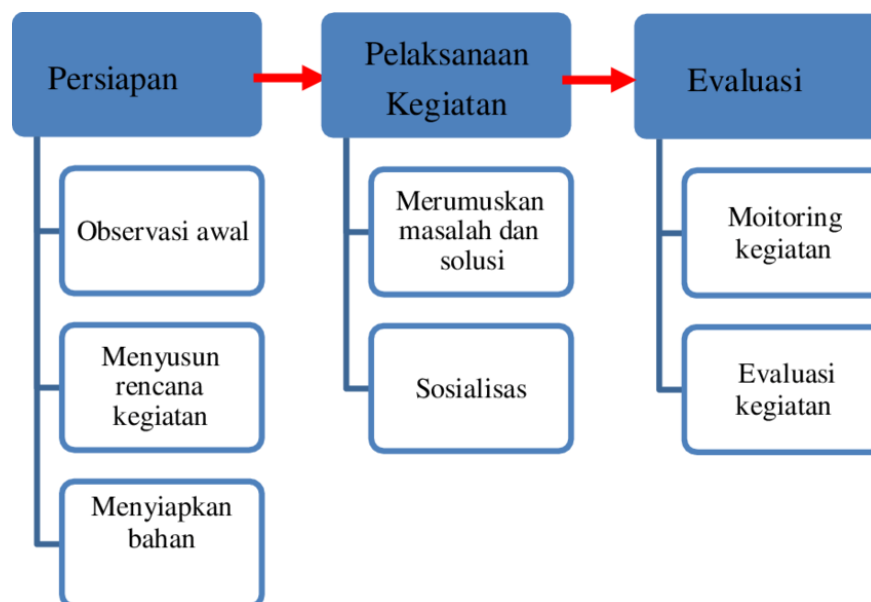 Persiapan
Observasi awal
Menyusun
rencana
kegiatan
Menyiapkan
bahan
Pelaksanaan
Kegiatan
Merumuskan
masalah dan
solusi
Sosialisas
Evaluasi
Moitoring
kegiatan
Evaluasi
kegiatan